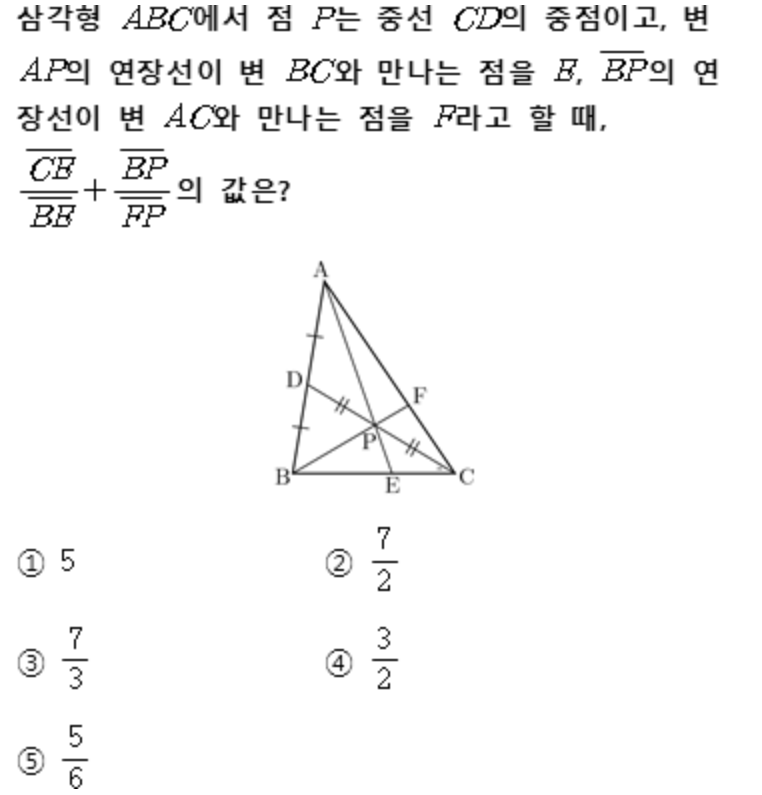 삼각형 ABC에서 점 P는 중선 CD의 중점이고, 변
AP의 연장선이 변 BC와 만나는 점을 E, BP의 연
장선이 변 AC와 만나는 점을 F라고 할 때,
CE/BE + BP/FP 의 값은?
A
D
F
P
B
E
C
① 5
② 7/2
③ 7/3
④ 3/2
⑤ 5/6